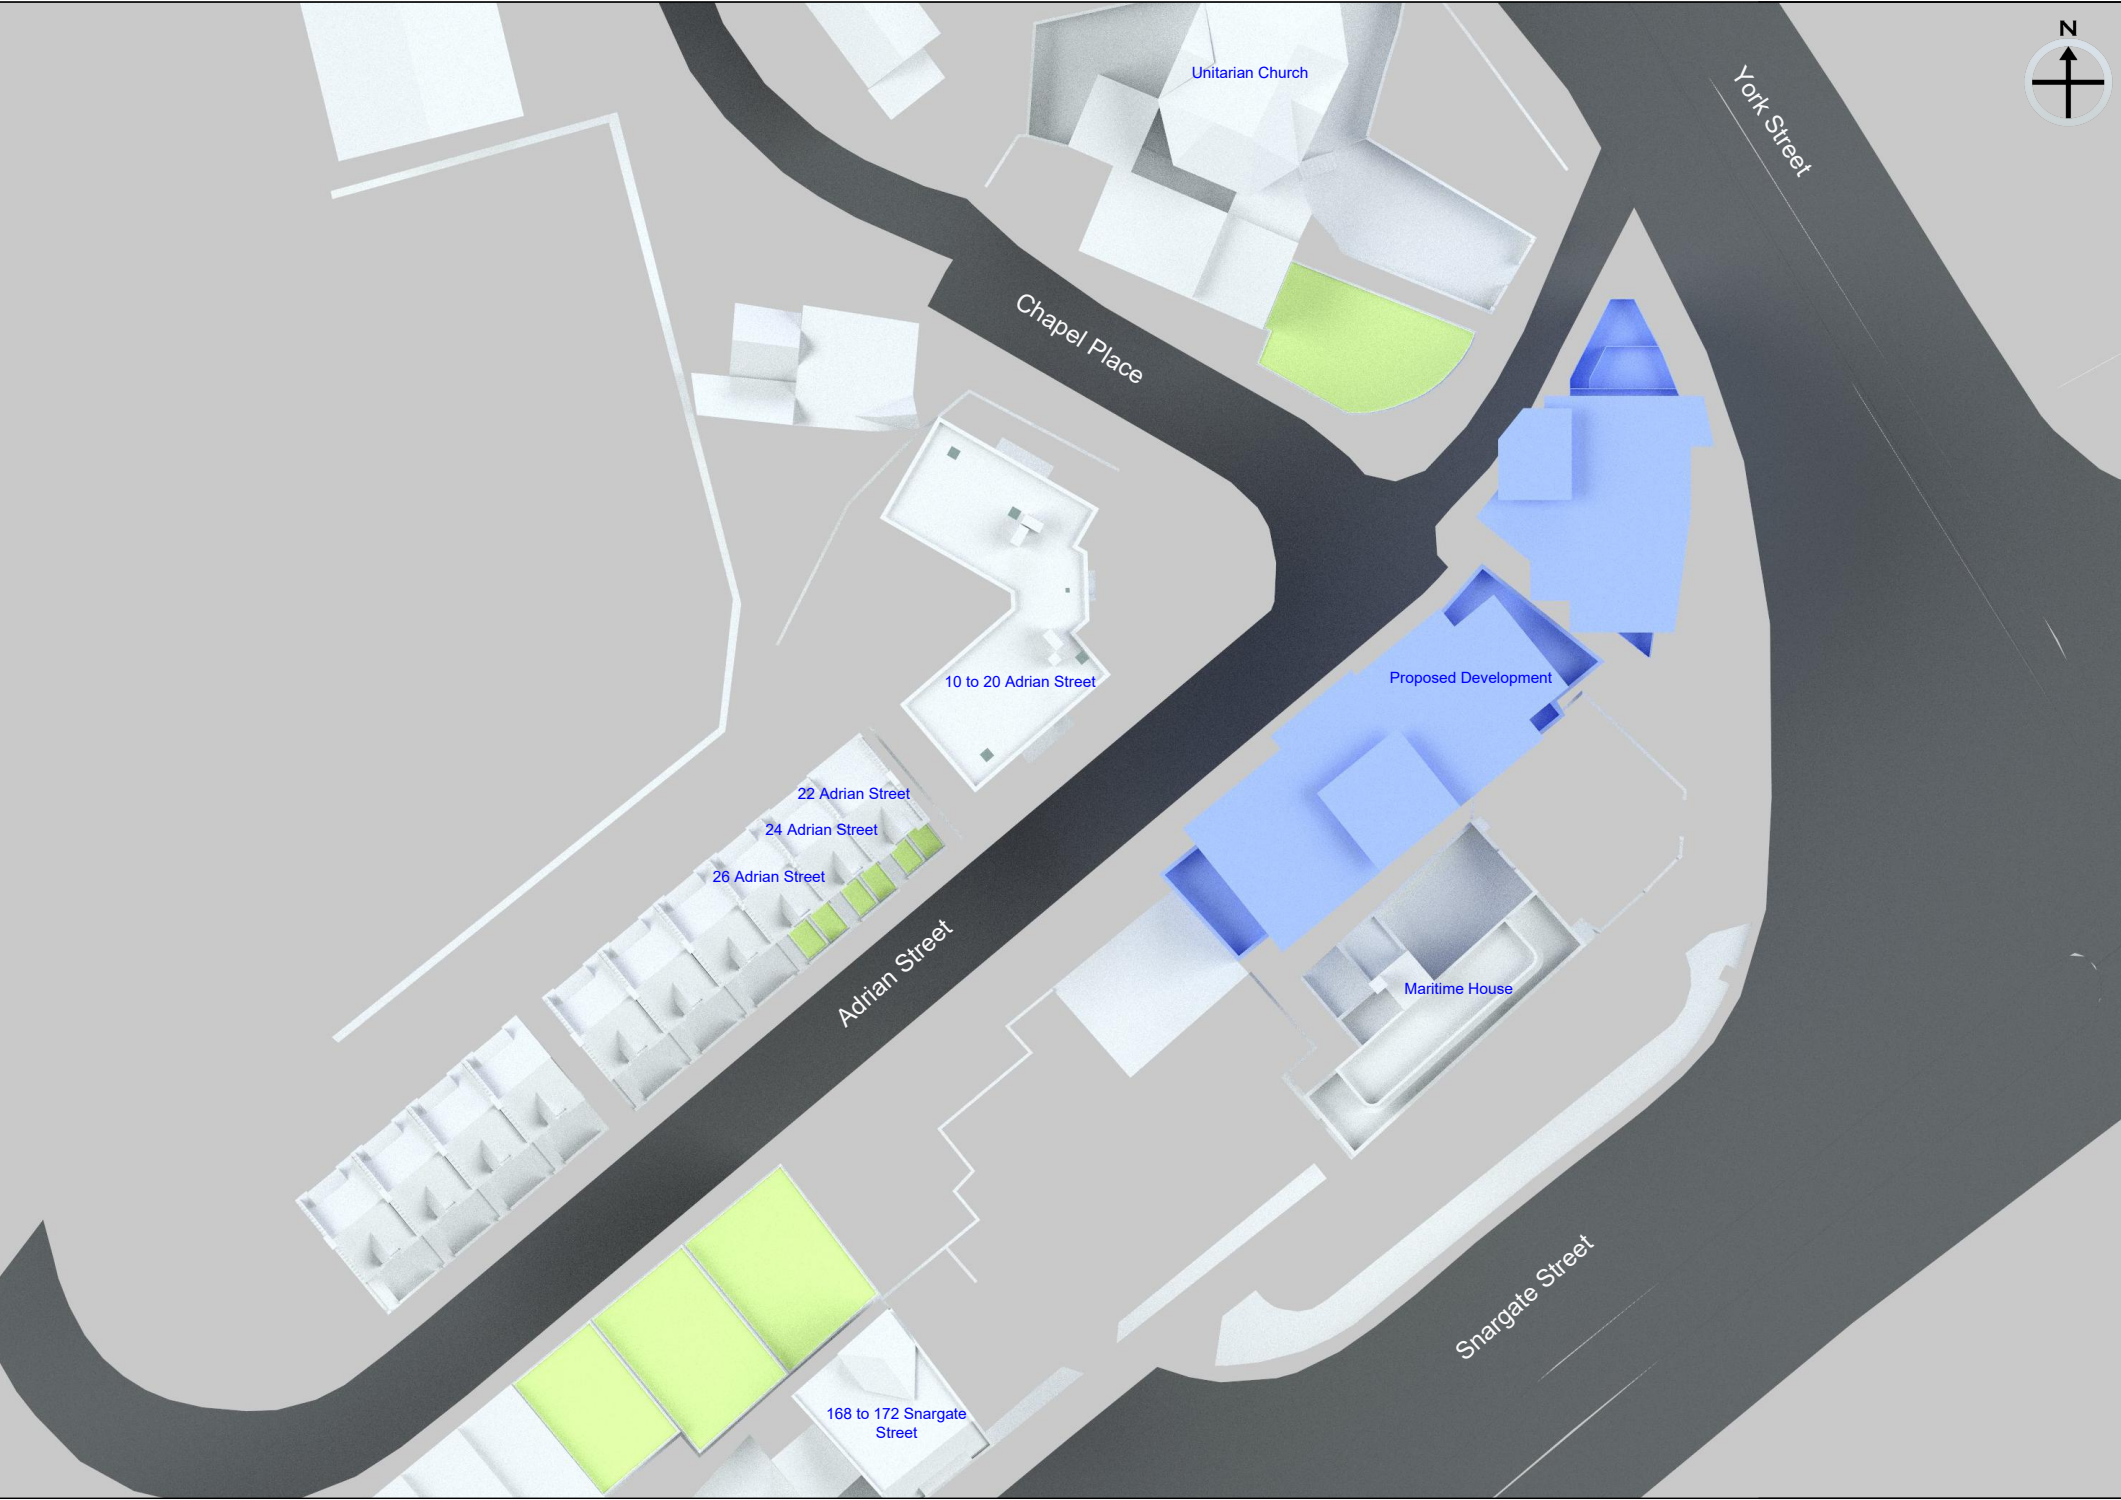 N
Unitarian Church
York Street
Chapel Place
Proposed Development
10 to 20 Adrian Street
22 Adrian Street
24 Adrian Street
26 Adrian Street
Adrian Street
Maritime House
Snargate Street
168 to 172 Snargate
Street